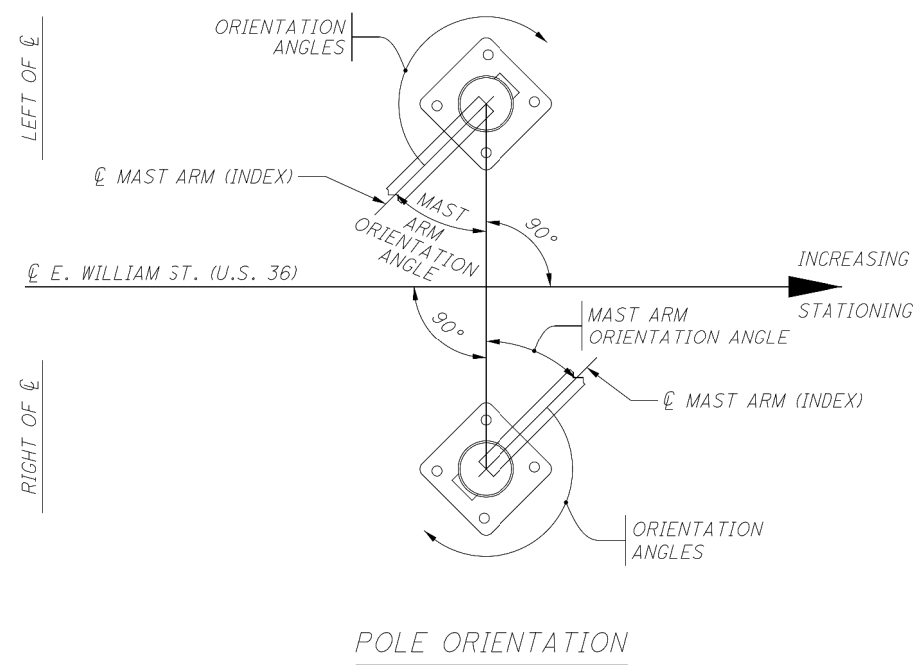 ORIENTATION
ANGLES
LEFT OF ℄
℄ MAST ARM (INDEX)
MAST
ARM
ORIENTATION
ANGLE
90°
℄ E. WILLIAM ST. (U.S. 36)
INCREASING
STATIONING
90°
MAST ARM
ORIENTATION ANGLE
℄ MAST ARM (INDEX)
RIGHT OF ℄
ORIENTATION
ANGLES
POLE ORIENTATION